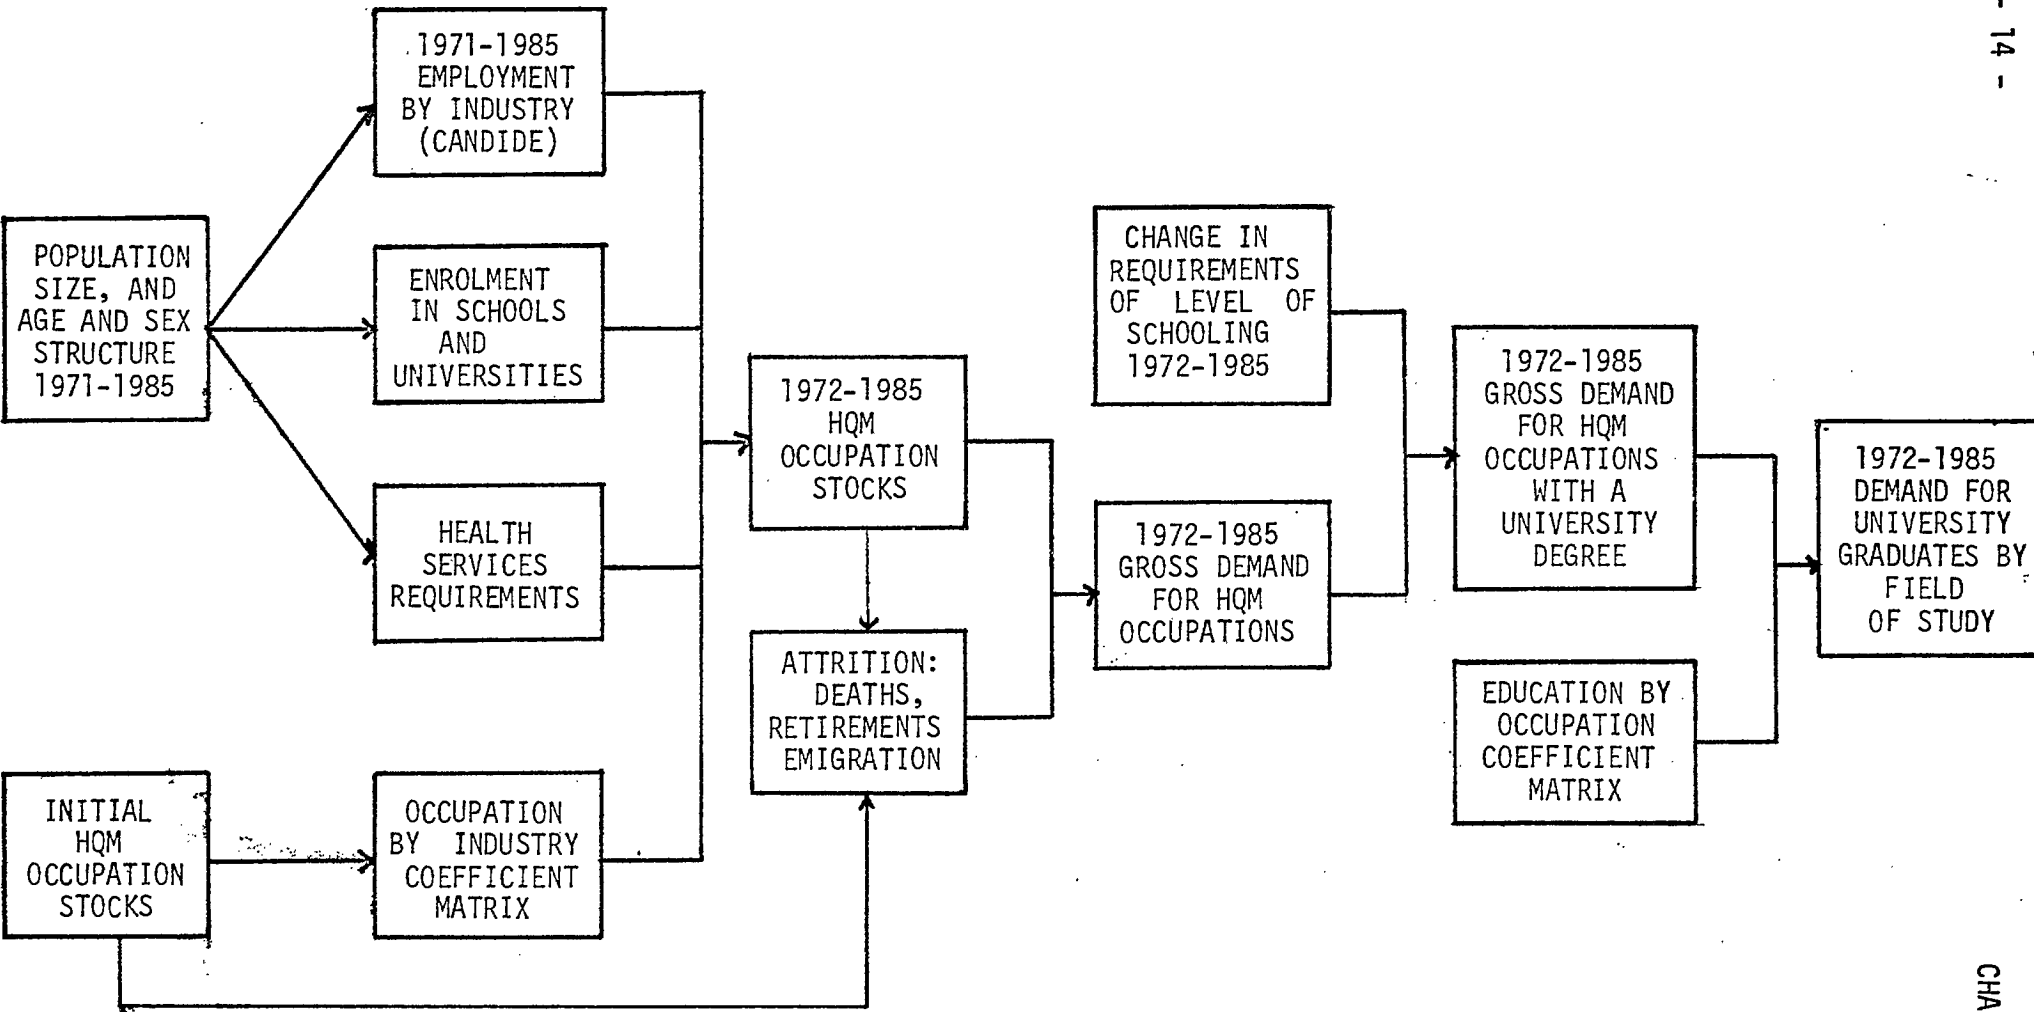 - 14 -
1971-1985
EMPLOYMENT
BY INDUSTRY
(CANDIDE)
POPULATION
SIZE, AND
AGE AND SEX
STRUCTURE
1971-1985
ENROLMENT
IN SCHOOLS
AND
UNIVERSITIES
HEALTH
SERVICES
REQUIREMENTS
INITIAL
HQM
OCCUPATION
STOCKS
OCCUPATION
BY INDUSTRY
COEFFICIENT
MATRIX
1972-1985
HQM
OCCUPATION
STOCKS
ATTRITION:
DEATHS,
RETIREMENTS
EMIGRATION
CHANGE IN
REQUIREMENTS
OF LEVEL OF
SCHOOLING
1972-1985
1972-1985
GROSS DEMAND
FOR HQM
OCCUPATIONS
1972-1985
GROSS DEMAND
FOR HQM
OCCUPATIONS
WITH A
UNIVERSITY
DEGREE
EDUCATION BY
OCCUPATION
COEFFICIENT
MATRIX
1972-1985
DEMAND FOR
UNIVERSITY
GRADUATES BY
FIELD
OF STUDY
CHA